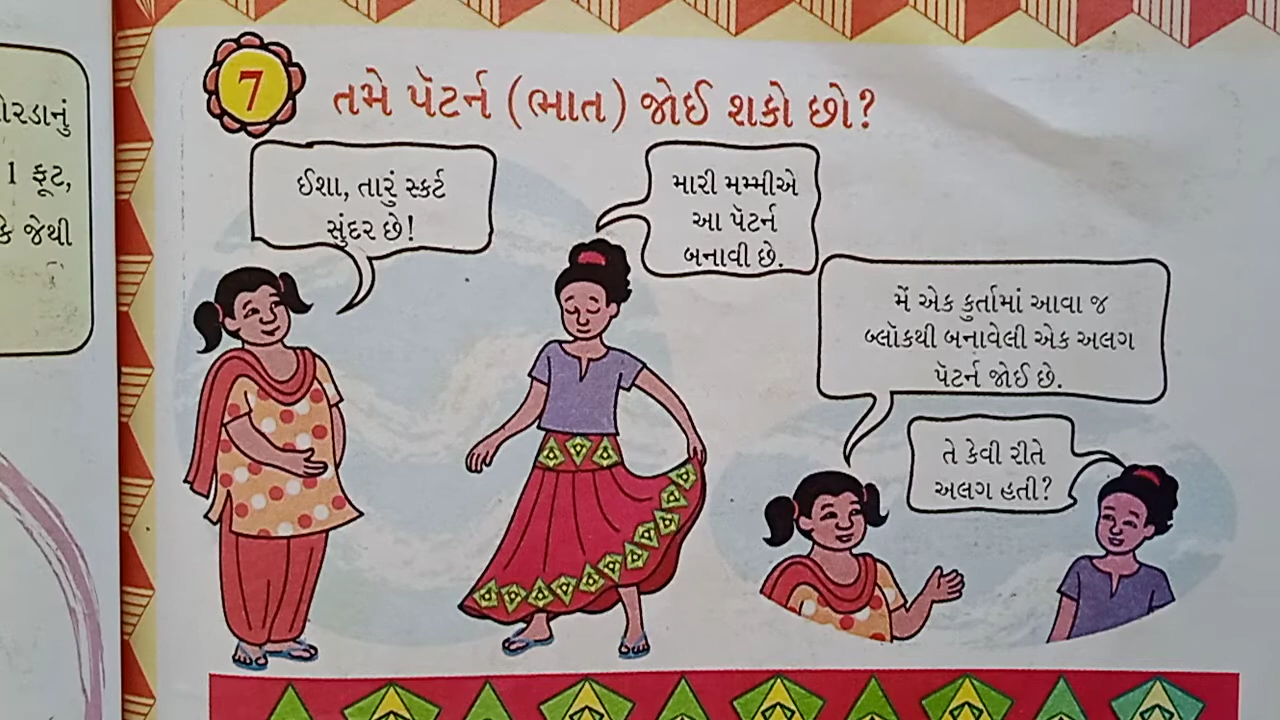 ોરડાનું
1 ફૂટ,
કે જેથી
7
તમે પૅટર્ન (ભાત) જોઈ શકો છો?
ઈશા, તારું સ્કર્ટ
સુંદર છે!
મારી મમ્મીએ
આ પૅટર્ન
બનાવી છે.
મેં એક કુર્તામાં આવા જ
બ્લૉકથી બનાવેલી એક અલગ
પૅટર્ન જોઈ છે.
તે કેવી રીતે
અલગ હતી?